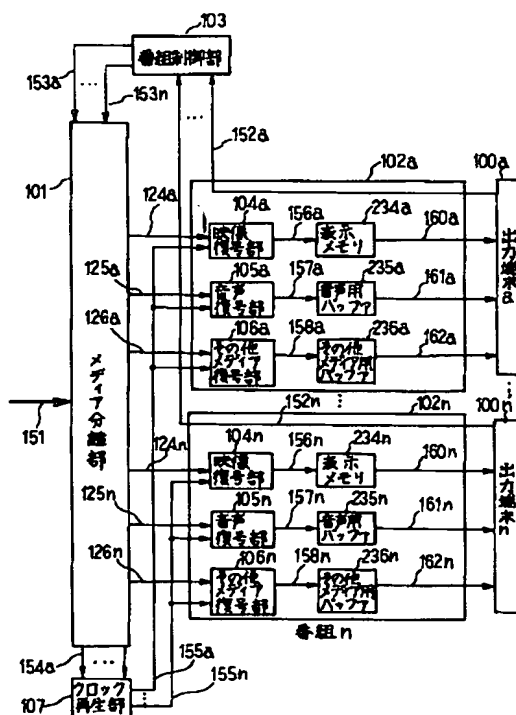 103
番組制御部
153a
153n
152a
101
102a
100a
124a
104a
映像
復号部
156a
234a
表示
メモリ
160a
出力端末a
125a
105a
音声
復号部
157a
235a
音声用
バッファ
161a
126a
106a
その他
メディア
復号部
158a
236a
その他
メディア用
バッファ
162a
メディア分離部
151
152n
102n
100n
124n
104n
映像
復号部
156n
234n
表示
メモリ
160n
出力端末n
125n
105n
音声
復号部
157n
235n
音声用
バッファ
161n
126n
106n
その他
メディア
復号部
158n
236n
その他
メディア用
バッファ
162n
番組n
154a
155a
155n
107
クロック
再生部